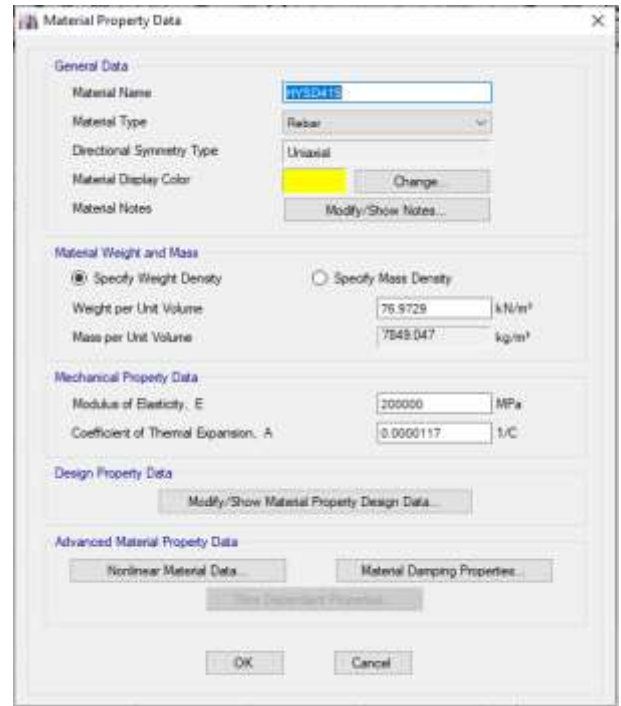 Material Property Data
General Data
Material Name HYSD415
Material Type Rebar
Directional Symmetry Type Uniaxial
Material Display Color Change...
Material Notes Modify/Show Notes...
Material Weight and Mass
Specify Weight Density Specify Mass Density
Weight per Unit Volume 76.9729 kN/m³
Mass per Unit Volume 7849.047 kg/m³
Mechanical Property Data
Modulus of Elasticity, E 200000 MPa
Coefficient of Thermal Expansion, A 0.0000117 1/C
Design Property Data
Modify/Show Material Property Design Data...
Advanced Material Property Data
Nonlinear Material Data... Material Damping Properties...
Time Dependent Properties...
OK Cancel